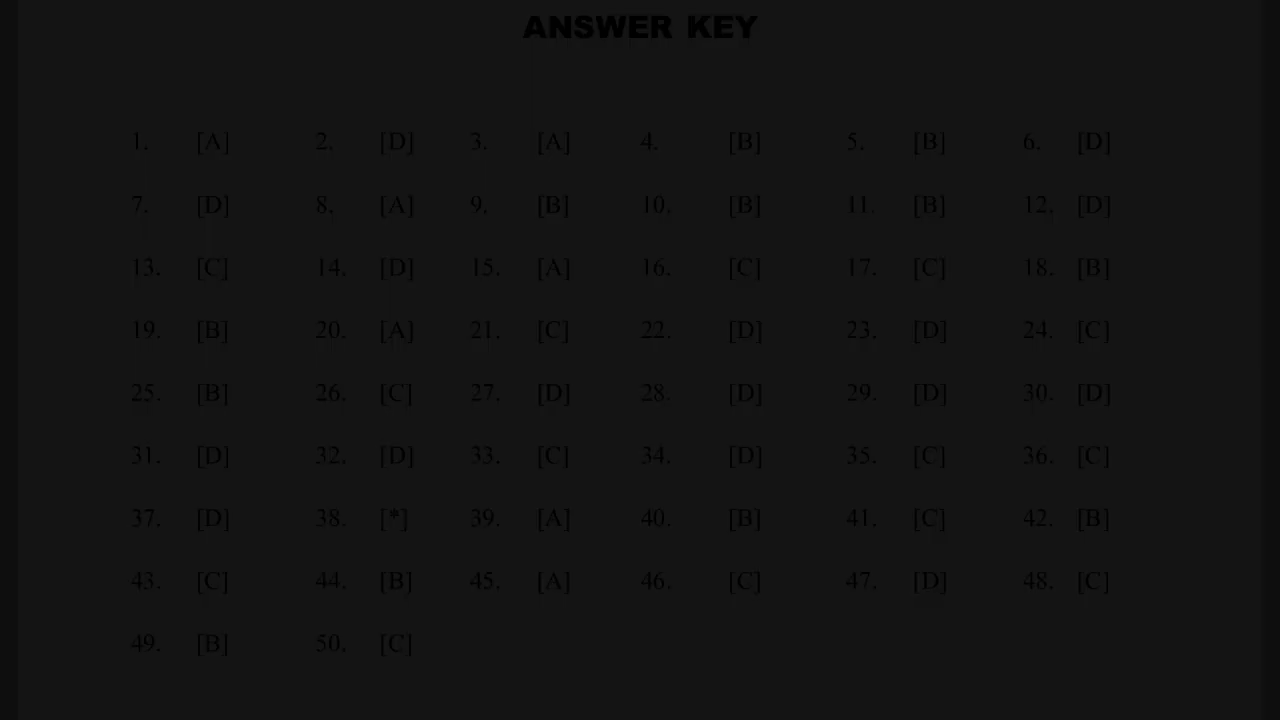 ANSWER KEY
1. [A] 2. [D] 3. [A] 4. [B] 5. [B] 6. [D]
7. [D] 8. [A] 9. [B] 10. [B] 11. [B] 12. [D]
13. [C] 14. [D] 15. [A] 16. [C] 17. [C] 18. [B]
19. [B] 20. [A] 21. [C] 22. [D] 23. [D] 24. [C]
25. [B] 26. [C] 27. [D] 28. [D] 29. [D] 30. [D]
31. [D] 32. [D] 33. [C] 34. [D] 35. [C] 36. [C]
37. [D] 38. [*] 39. [A] 40. [B] 41. [C] 42. [B]
43. [C] 44. [B] 45. [A] 46. [C] 47. [D] 48. [C]
49. [B] 50. [C]